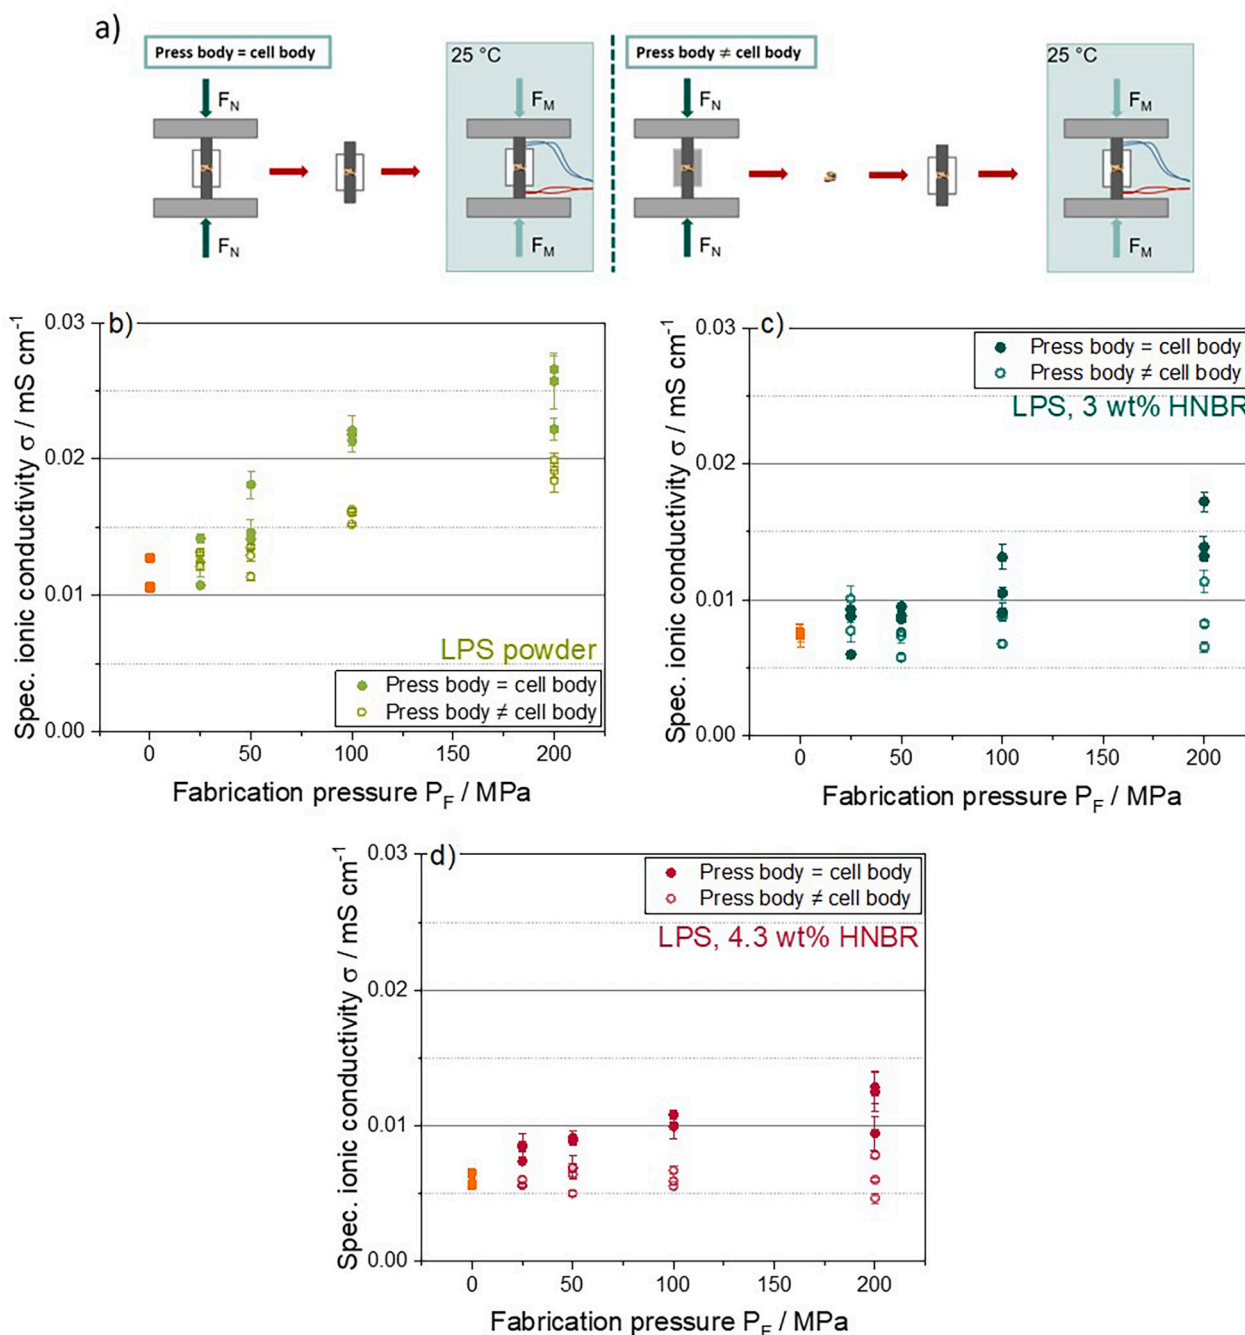 a)
Press body = cell body
Press body ≠ cell body
25 °C
25 °C
F_N
F_M
F_N
F_M
F_N
F_M
F_N
F_M
b)
Spec. ionic conductivity σ / mS cm⁻¹
0.03
0.02
0.01
0.00
LPS powder
Press body = cell body
Press body ≠ cell body
0 50 100 150 200
Fabrication pressure P_F / MPa
c)
Spec. ionic conductivity σ / mS cm⁻¹
0.03
0.02
0.01
0.00
Press body = cell body
Press body ≠ cell body
LPS, 3 wt% HNBR
0 50 100 150 200
Fabrication pressure P_F / MPa
d)
Spec. ionic conductivity σ / mS cm⁻¹
0.03
0.02
0.01
0.00
Press body = cell body
Press body ≠ cell body
LPS, 4.3 wt% HNBR
0 50 100 150 200
Fabrication pressure P_F / MPa